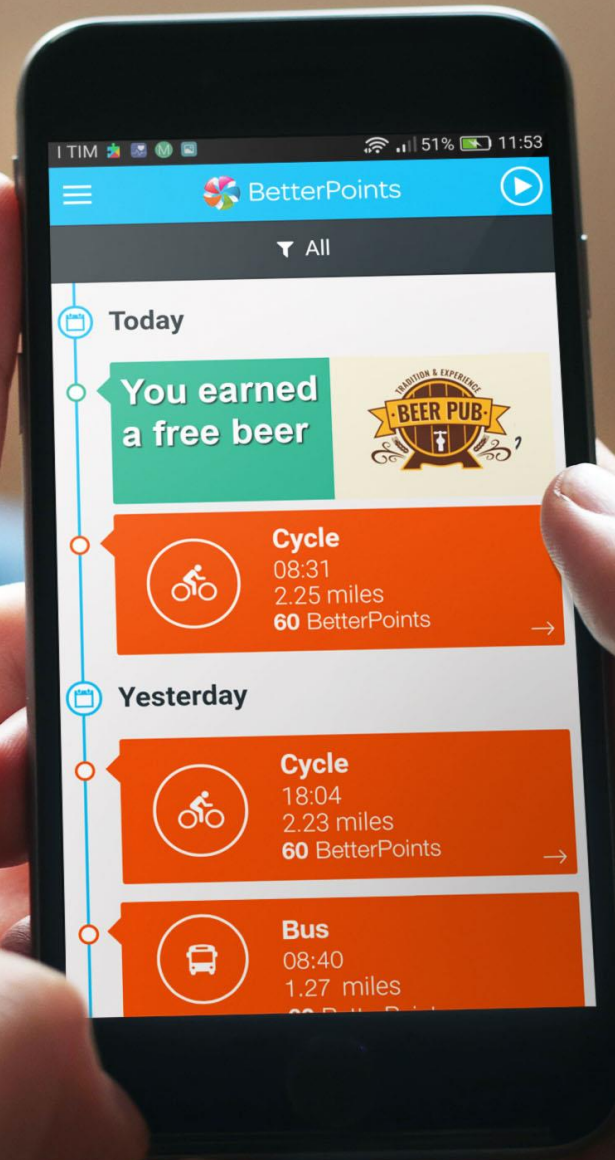 I TIM
51% 11:53
BetterPoints
All
Today
You earned
a free beer
TRADITION & EXPERIENCE
BEER PUB
Cycle
08:31
2.25 miles
60 BetterPoints
Yesterday
Cycle
18:04
2.23 miles
60 BetterPoints
Bus
08:40
1.27 miles